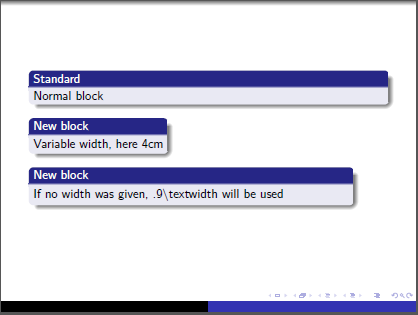 Standard
Normal block
New block
Variable width, here 4cm
New block
If no width was given, .9\textwidth will be used